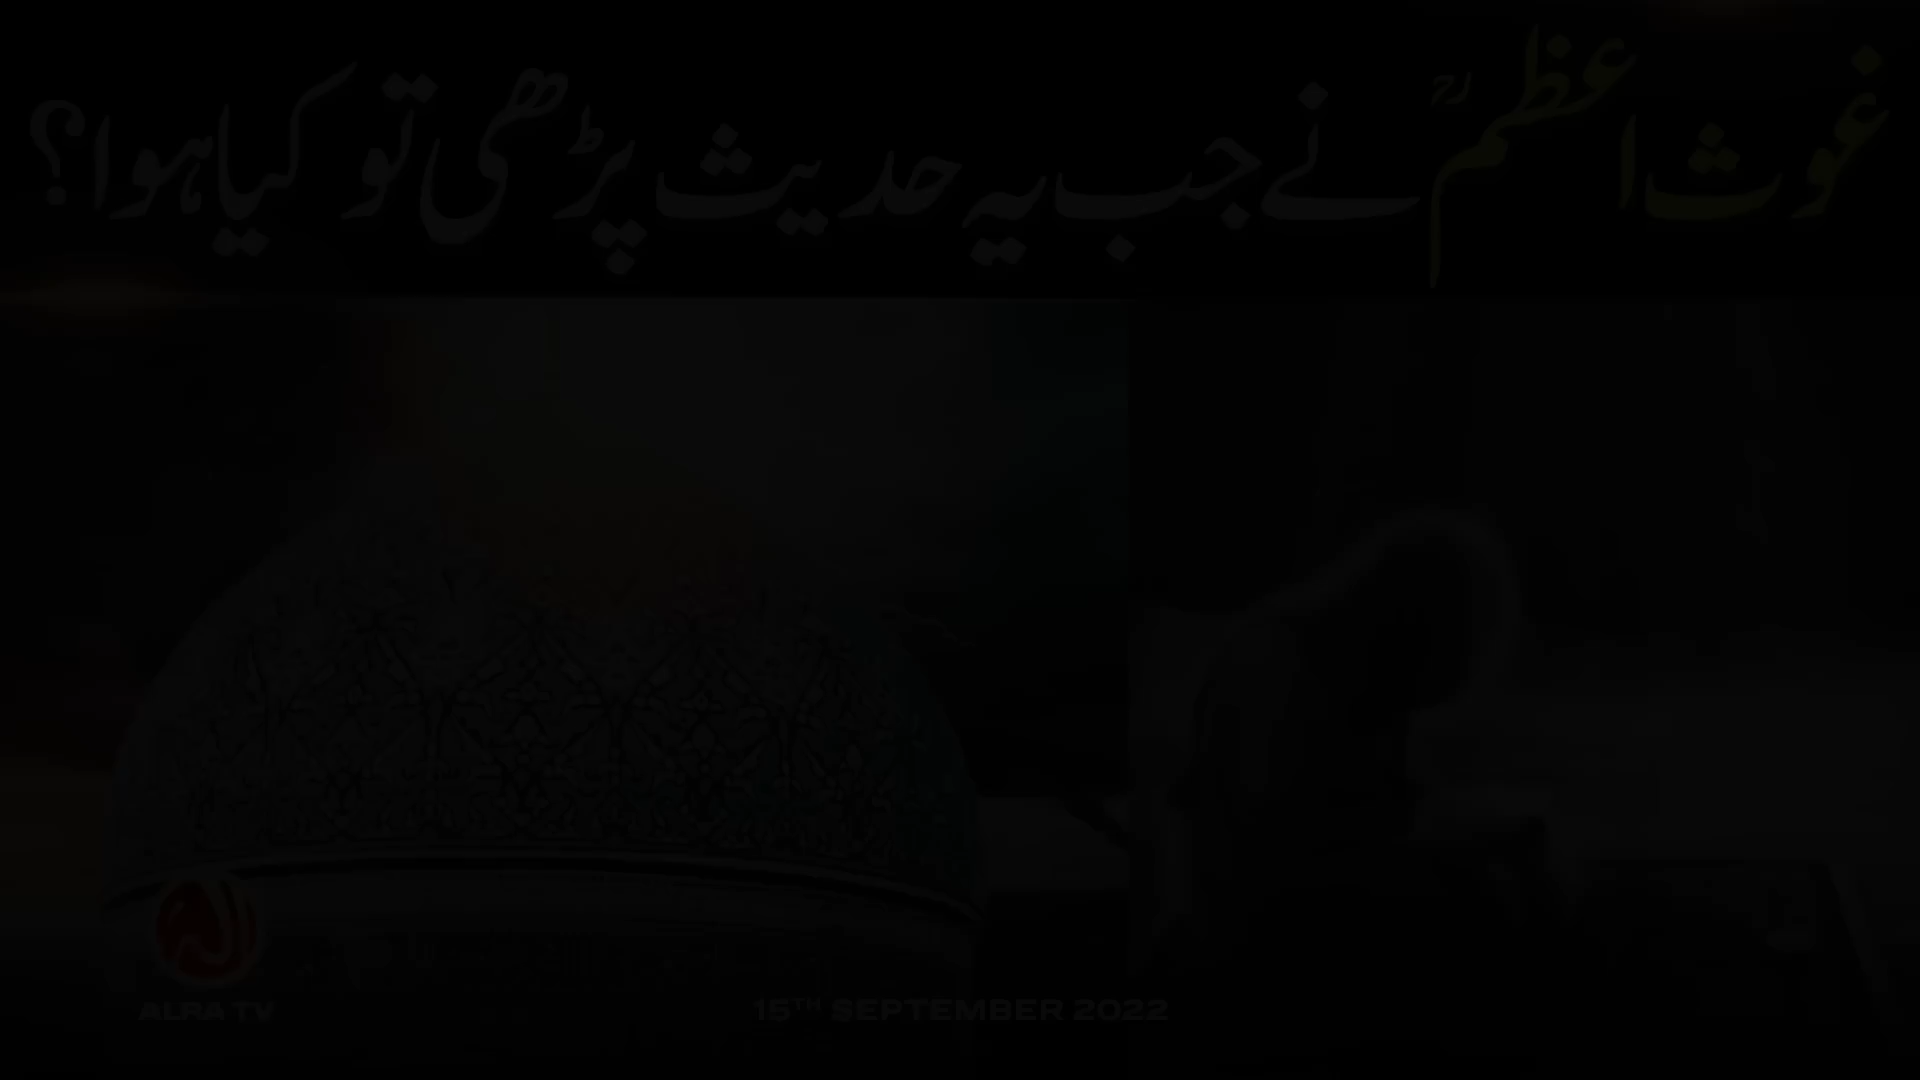 غوث اعظمؒ نے جب یہ حدیث پڑھی تو کیا ہوا؟
ALRA TV
15TH SEPTEMBER 2022